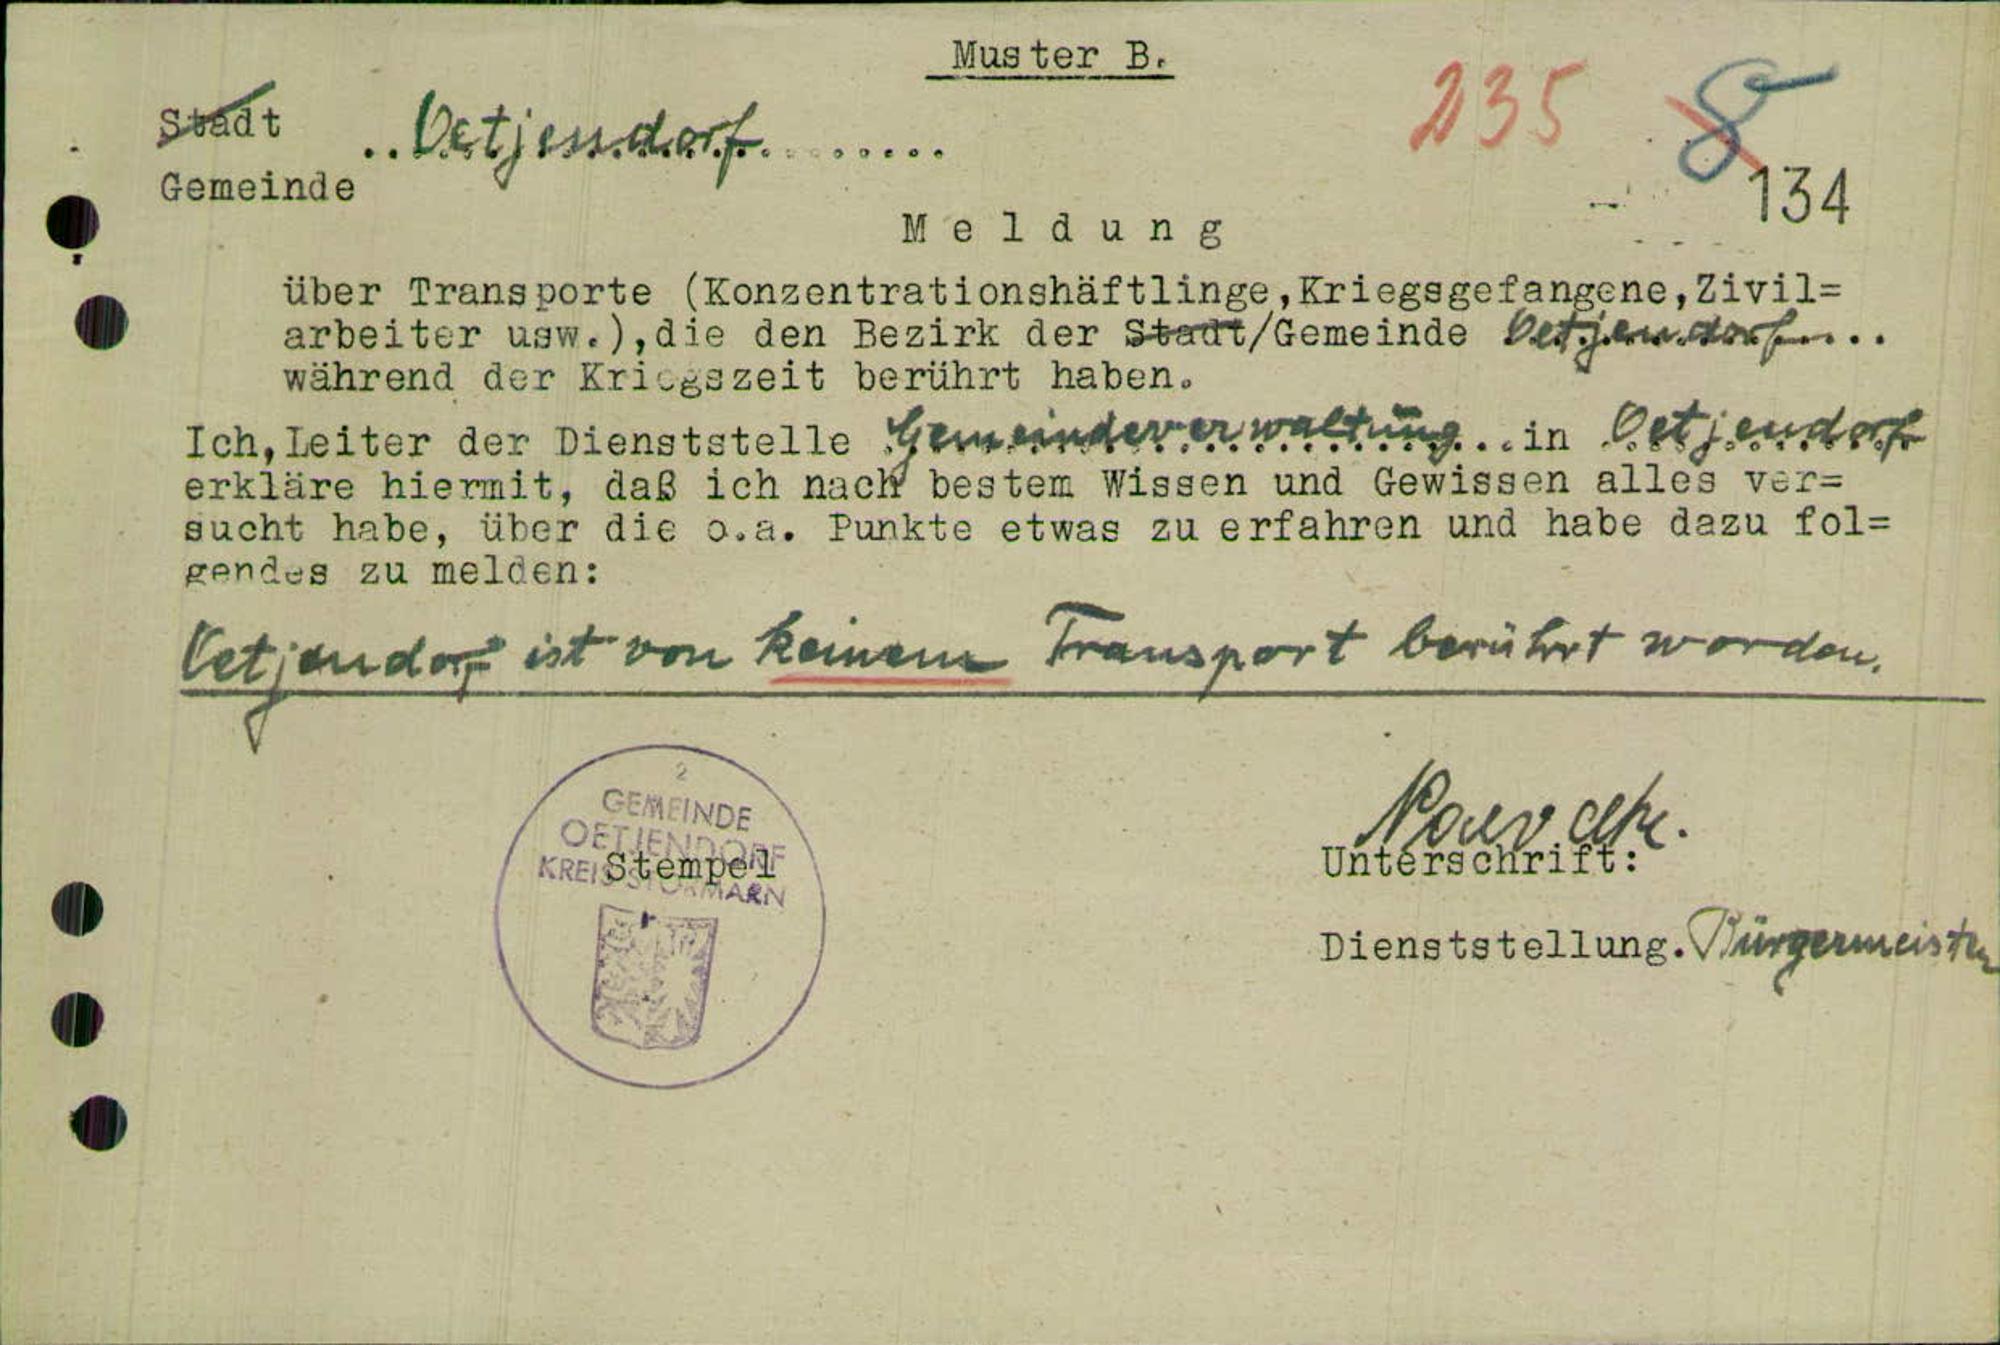 Muster B.
235 8
134
Stadt
Gemeinde ..Oetjendorf.........
Meldung
über Transporte (Konzentrationshäftlinge,Kriegsgefangene,Zivil=
arbeiter usw.),die den Bezirk der Stadt/Gemeinde Oetjendorf...
während der Kriegszeit berührt haben.
Ich,Leiter der Dienststelle Gemeindeverwaltung...in Oetjendorf
erkläre hiermit, daß ich nach bestem Wissen und Gewissen alles ver=
sucht habe, über die o.a. Punkte etwas zu erfahren und habe dazu fol=
gendes zu melden:
Oetjendorf ist von keinem Transport berührt worden.
2
GEMEINDE
OETJENDORF
KREIS STORMARN
Stempel
Unterschrift:
Dienststellung. Bürgermeister